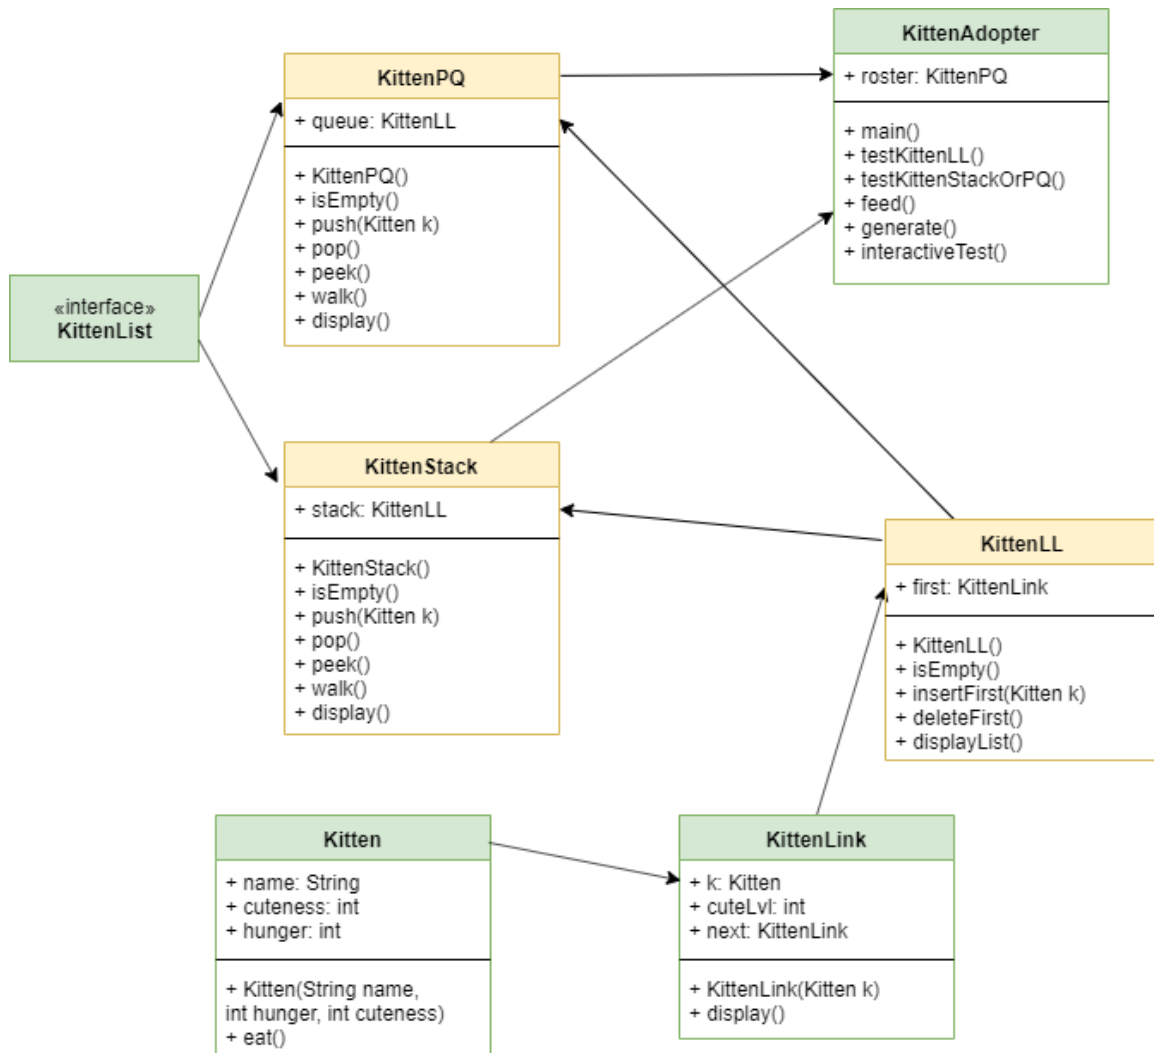 KittenAdopter
+ roster: KittenPQ
+ main()
+ testKittenLL()
+ testKittenStackOrPQ()
+ feed()
+ generate()
+ interactiveTest()
KittenPQ
+ queue: KittenLL
+ KittenPQ()
+ isEmpty()
+ push(Kitten k)
+ pop()
+ peek()
+ walk()
+ display()
«interface»
KittenList
KittenStack
+ stack: KittenLL
+ KittenStack()
+ isEmpty()
+ push(Kitten k)
+ pop()
+ peek()
+ walk()
+ display()
KittenLL
+ first: KittenLink
+ KittenLL()
+ isEmpty()
+ insertFirst(Kitten k)
+ deleteFirst()
+ displayList()
Kitten
+ name: String
+ cuteness: int
+ hunger: int
+ Kitten(String name,
int hunger, int cuteness)
+ eat()
KittenLink
+ k: Kitten
+ cuteLvl: int
+ next: KittenLink
+ KittenLink(Kitten k)
+ display()